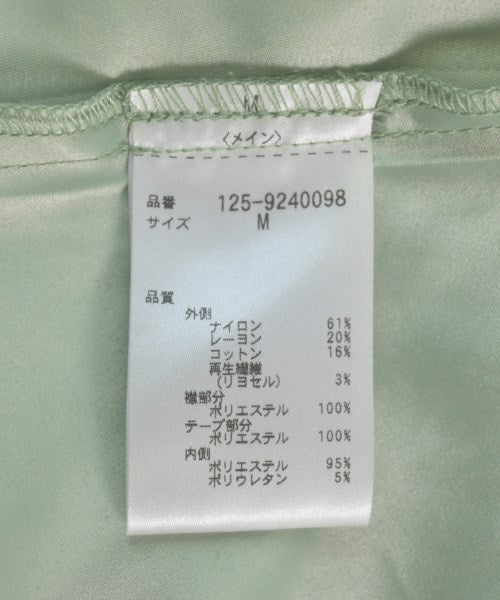 M
〈メイン〉
品番 125-9240098
サイズ M
品質
外側
ナイロン 61%
レーヨン 20%
コットン 16%
再生繊維
(リヨセル) 3%
襟部分
ポリエステル 100%
テープ部分
ポリエステル 100%
内側
ポリエステル 95%
ポリウレタン 5%